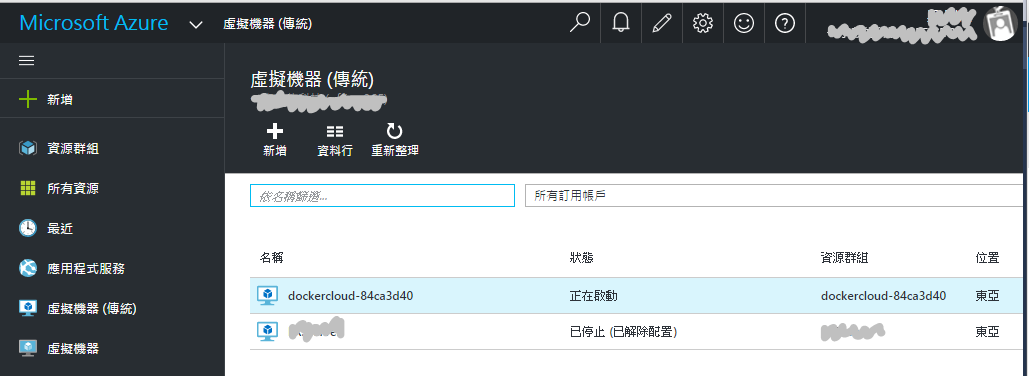 Microsoft Azure
虛擬機器 (傳統)
新增
資源群組
所有資源
最近
應用程式服務
虛擬機器 (傳統)
虛擬機器
虛擬機器 (傳統)
新增 資料行 重新整理
依名稱篩選... 所有訂用帳戶
名稱 狀態 資源群組 位置
dockercloud-84ca3d40 正在啟動 dockercloud-84ca3d40 東亞
已停止 (已解除配置) 東亞